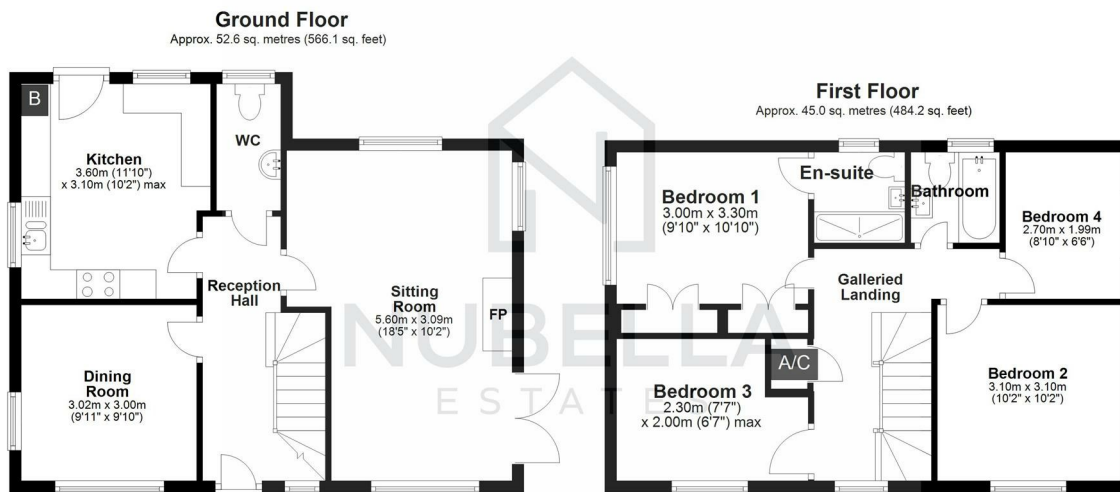 Ground Floor
Approx. 52.6 sq. metres (566.1 sq. feet)
B
Kitchen
3.60m (11'10")
x 3.10m (10'2") max
WC
Reception
Hall
Sitting
Room
5.60m x 3.09m
(18'5" x 10'2")
FP
Dining
Room
3.02m x 3.00m
(9'11" x 9'10")
First Floor
Approx. 45.0 sq. metres (484.2 sq. feet)
Bedroom 1
3.00m x 3.30m
(9'10" x 10'10")
En-suite
Bathroom
Bedroom 4
2.70m x 1.99m
(8'10" x 6'6")
Galleried
Landing
A/C
Bedroom 3
2.30m (7'7")
x 2.00m (6'7") max
Bedroom 2
3.10m x 3.10m
(10'2" x 10'2")
NUBELLA
ESTATES